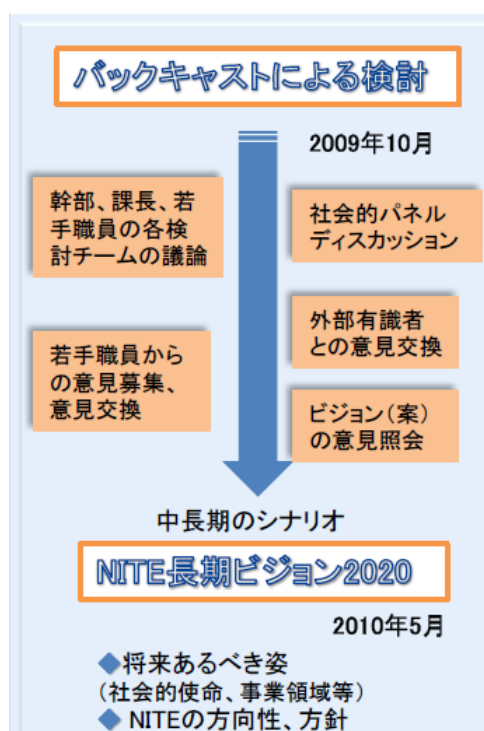 バックキャストによる検討
2009年10月
幹部、課長、若
手職員の各検
討チームの議論
社会的パネル
ディスカッション
外部有識者
との意見交換
若手職員から
の意見募集、
意見交換
ビジョン（案）
の意見照会
中長期のシナリオ
NITE長期ビジョン2020
2010年5月
◆将来あるべき姿
（社会的使命、事業領域等）
◆ NITEの方向性、方針